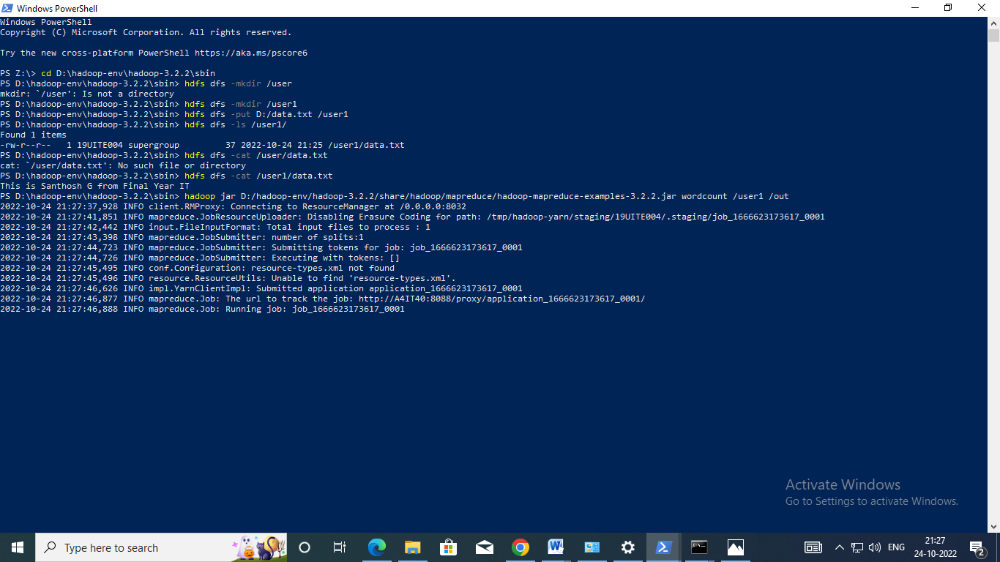 Windows PowerShell
Windows PowerShell
Copyright (C) Microsoft Corporation. All rights reserved.
Try the new cross-platform PowerShell https://aka.ms/pscore6
PS Z:\> cd D:\hadoop-env\hadoop-3.2.2\sbin
PS D:\hadoop-env\hadoop-3.2.2\sbin> hdfs dfs -mkdir /user
mkdir: `/user': Is not a directory
PS D:\hadoop-env\hadoop-3.2.2\sbin> hdfs dfs -mkdir /user1
PS D:\hadoop-env\hadoop-3.2.2\sbin> hdfs dfs -put D:/data.txt /user1
PS D:\hadoop-env\hadoop-3.2.2\sbin> hdfs dfs -ls /user1/
Found 1 items
-rw-r--r--   1 19UITE004 supergroup         37 2022-10-24 21:25 /user1/data.txt
PS D:\hadoop-env\hadoop-3.2.2\sbin> hdfs dfs -cat /user/data.txt
cat: `/user/data.txt': No such file or directory
PS D:\hadoop-env\hadoop-3.2.2\sbin> hdfs dfs -cat /user1/data.txt
This is Santhosh G from Final Year IT
PS D:\hadoop-env\hadoop-3.2.2\sbin> hadoop jar D:/hadoop-env/hadoop-3.2.2/share/hadoop/mapreduce/hadoop-mapreduce-examples-3.2.2.jar wordcount /user1 /out
2022-10-24 21:27:37,928 INFO client.RMProxy: Connecting to ResourceManager at /0.0.0.0:8032
2022-10-24 21:27:41,851 INFO mapreduce.JobResourceUploader: Disabling Erasure Coding for path: /tmp/hadoop-yarn/staging/19UITE004/.staging/job_1666623173617_0001
2022-10-24 21:27:42,442 INFO input.FileInputFormat: Total input files to process : 1
2022-10-24 21:27:43,398 INFO mapreduce.JobSubmitter: number of splits:1
2022-10-24 21:27:44,723 INFO mapreduce.JobSubmitter: Submitting tokens for job: job_1666623173617_0001
2022-10-24 21:27:44,726 INFO mapreduce.JobSubmitter: Executing with tokens: []
2022-10-24 21:27:45,495 INFO conf.Configuration: resource-types.xml not found
2022-10-24 21:27:45,496 INFO resource.ResourceUtils: Unable to find 'resource-types.xml'.
2022-10-24 21:27:46,626 INFO impl.YarnClientImpl: Submitted application application_1666623173617_0001
2022-10-24 21:27:46,877 INFO mapreduce.Job: The url to track the job: http://A4IT40:8088/proxy/application_1666623173617_0001/
2022-10-24 21:27:46,888 INFO mapreduce.Job: Running job: job_1666623173617_0001
Activate Windows
Go to Settings to activate Windows.
Type here to search
ENG
21:27
24-10-2022
2